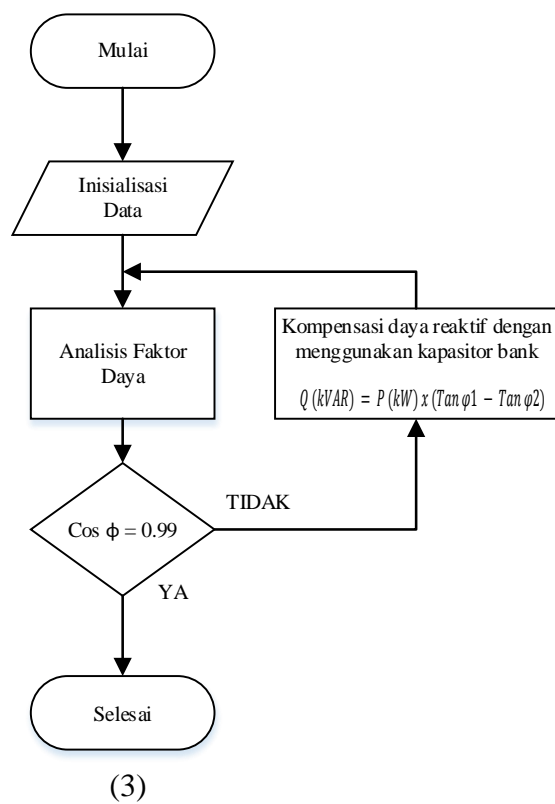 Mulai
Inisialisasi
Data
Analisis Faktor
Daya
Kompensasi daya reaktif dengan
menggunakan kapasitor bank
Q (kVAR) = P (kW) x (Tan φ1 − Tan φ2)
Cos ϕ = 0.99
TIDAK
YA
Selesai
(3)